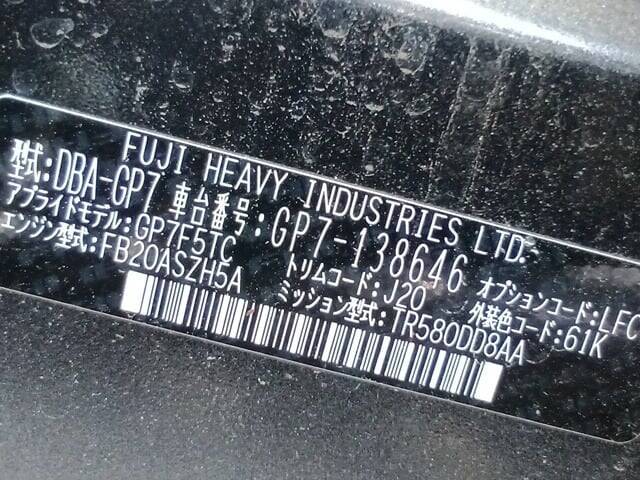 FUJI HEAVY INDUSTRIES LTD.
型式:DBA-GP7 車台番号:GP7-138646
アプライドモデル:GP7F5TC トリムコード:J20 オプションコード:LFC
エンジン型式:FB20ASZH5A ミッション型式:TR580DD8AA 外装色コード:61K